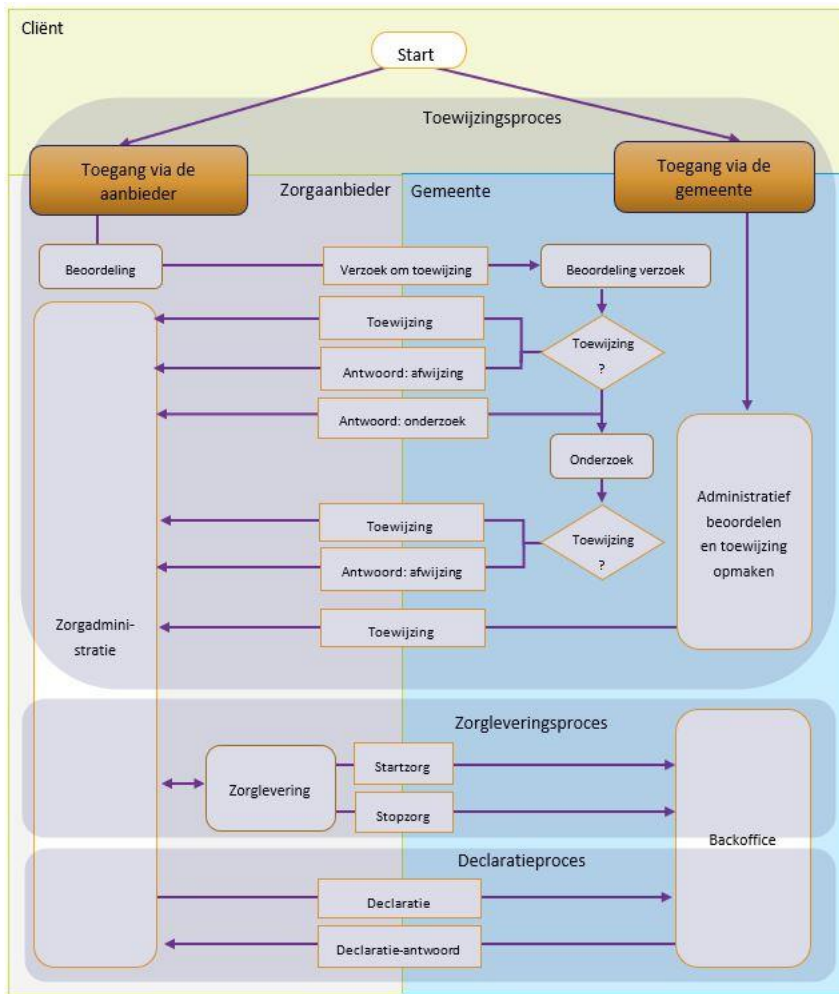 Cliënt
Start
Toewijzingsproces
Toegang via de
aanbieder
Toegang via de
gemeente
Zorgaanbieder
Gemeente
Beoordeling
Verzoek om toewijzing
Beoordeling verzoek
Toewijzing
Toewijzing
?
Antwoord: afwijzing
Antwoord: onderzoek
Onderzoek
Administratief
beoordelen
en toewijzing
opmaken
Toewijzing
Toewijzing
?
Antwoord: afwijzing
Zorgadmini-
stratie
Toewijzing
Zorgleveringsproces
Startzorg
Zorglevering
Stopzorg
Backoffice
Declaratieproces
Declaratie
Declaratie-antwoord